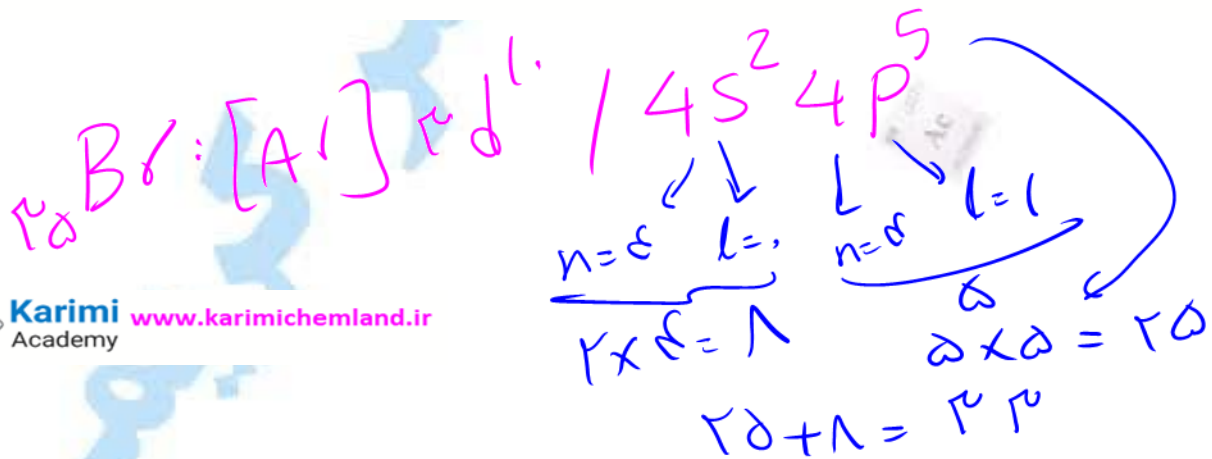 ۳۵Br: [Ar] ۳d¹⁰ / 4S² 4P⁵
n=۴ l=۰ n=۴ l=۱
۵
۲×۴=۸ ۵×۵=۲۵
۲۵+۸=۳۳
Karimi
Academy
www.karimichemland.ir